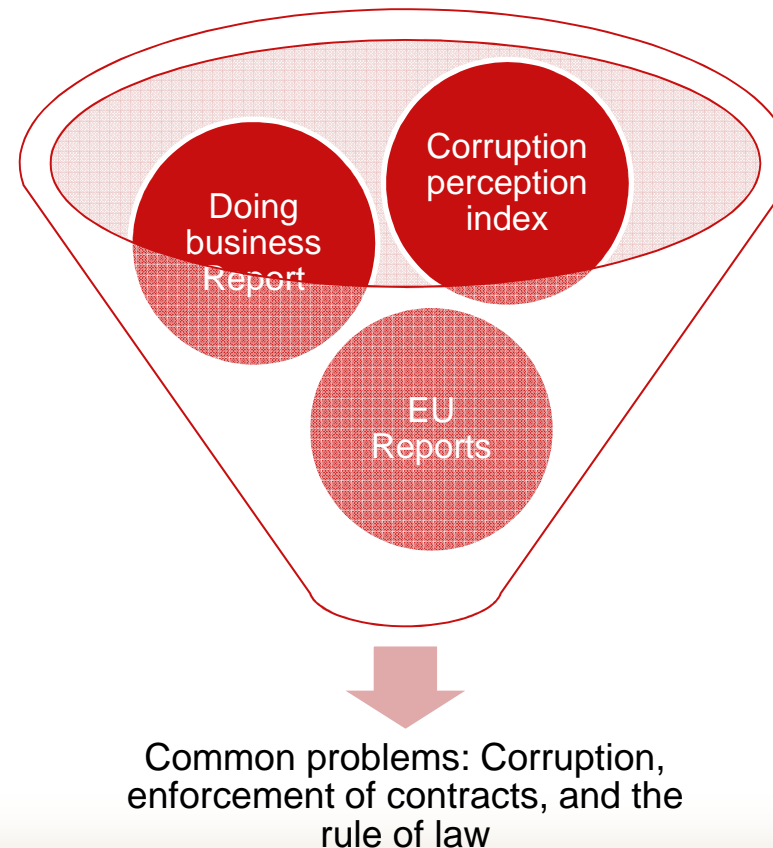 Corruption
perception
index
Doing
business
Report
EU
Reports
Common problems: Corruption,
enforcement of contracts, and the
rule of law